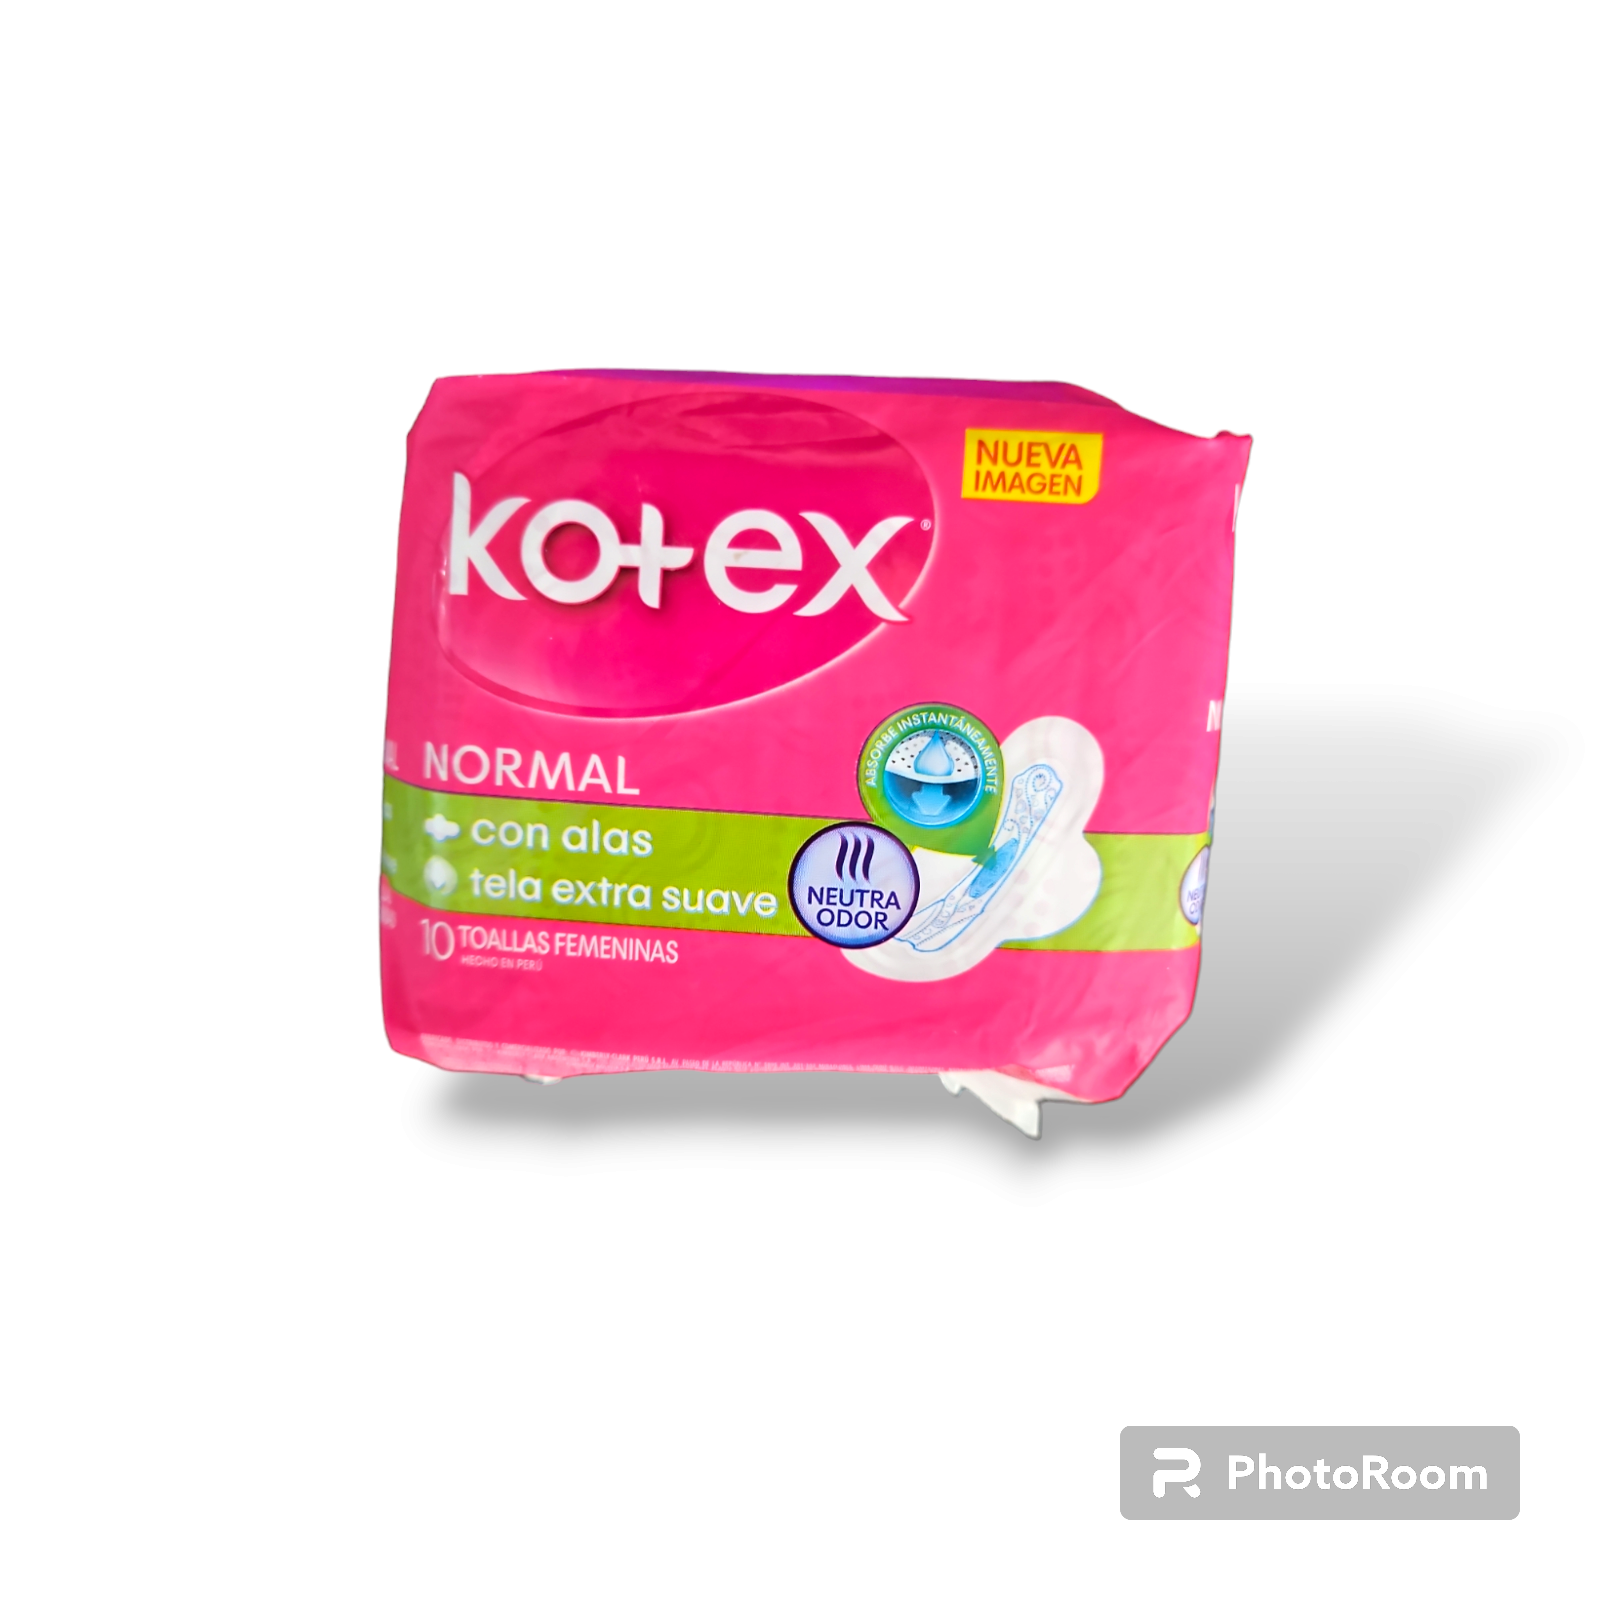 kotex®
NUEVA
IMAGEN
NORMAL
con alas
tela extra suave
ABSORBE INSTANTÁNEAMENTE
NEUTRA
ODOR
10 TOALLAS FEMENINAS
HECHO EN PERÚ
PhotoRoom